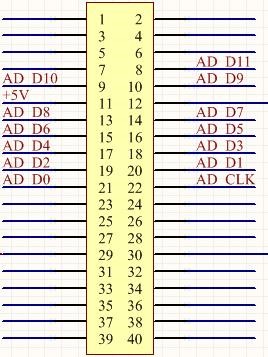 1 2
3 4
5 6
7 8 AD D11
AD D10 9 10 AD D9
+5V 11 12
AD D8 13 14 AD D7
AD D6 15 16 AD D5
AD D4 17 18 AD D3
AD D2 19 20 AD D1
AD D0 21 22 AD CLK
23 24
25 26
27 28
29 30
31 32
33 34
35 36
37 38
39 40